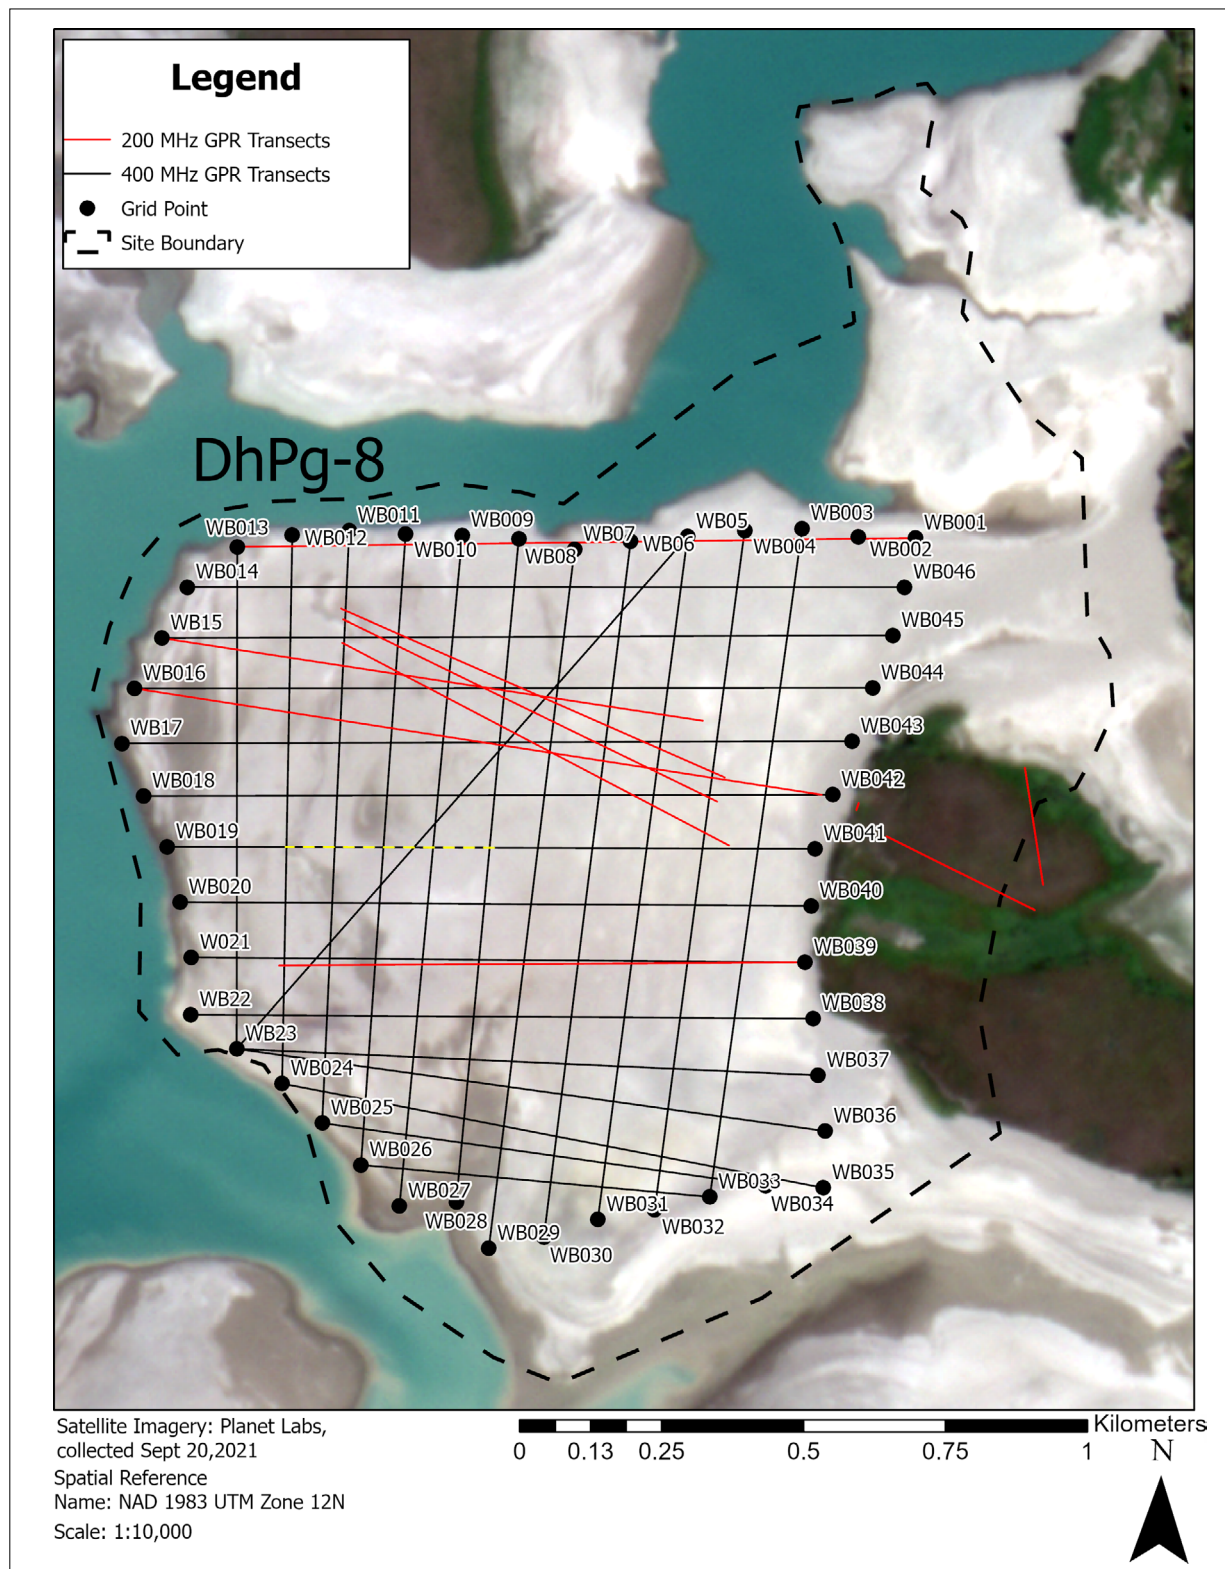 Legend
200 MHz GPR Transects
400 MHz GPR Transects
Grid Point
Site Boundary
DhPg-8
WB013
WB012
WB011
WB010
WB009
WB08
WB07
WB06
WB05
WB004
WB003
WB002
WB001
WB014
WB046
WB15
WB045
WB016
WB044
WB17
WB043
WB018
WB042
WB019
WB041
WB020
WB040
W021
WB039
WB22
WB038
WB23
WB037
WB024
WB036
WB025
WB035
WB026
WB033
WB034
WB027
WB031
WB028
WB032
WB029
WB030
Satellite Imagery: Planet Labs,
collected Sept 20,2021
Spatial Reference
Name: NAD 1983 UTM Zone 12N
Scale: 1:10,000
Kilometers
0 0.13 0.25 0.5 0.75 1
N